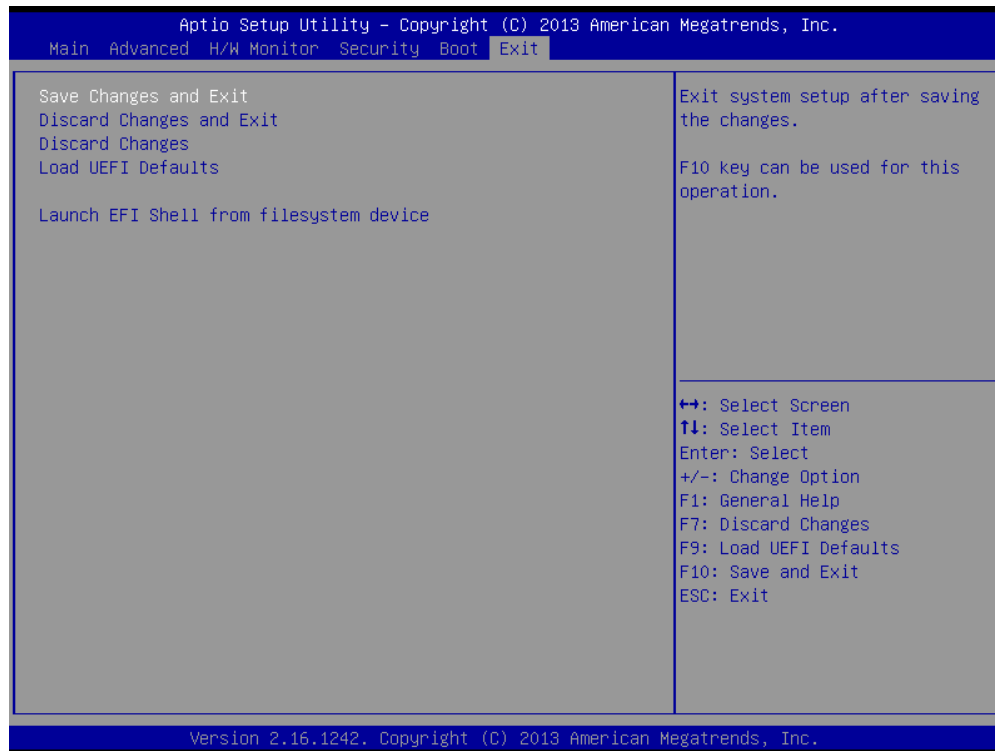 Aptio Setup Utility – Copyright (C) 2013 American Megatrends, Inc.
Main Advanced H/W Monitor Security Boot Exit
Save Changes and Exit
Discard Changes and Exit
Discard Changes
Load UEFI Defaults
Launch EFI Shell from filesystem device
Exit system setup after saving
the changes.
F10 key can be used for this
operation.
↔: Select Screen
↑↓: Select Item
Enter: Select
+/-: Change Option
F1: General Help
F7: Discard Changes
F9: Load UEFI Defaults
F10: Save and Exit
ESC: Exit
Version 2.16.1242. Copyright (C) 2013 American Megatrends, Inc.